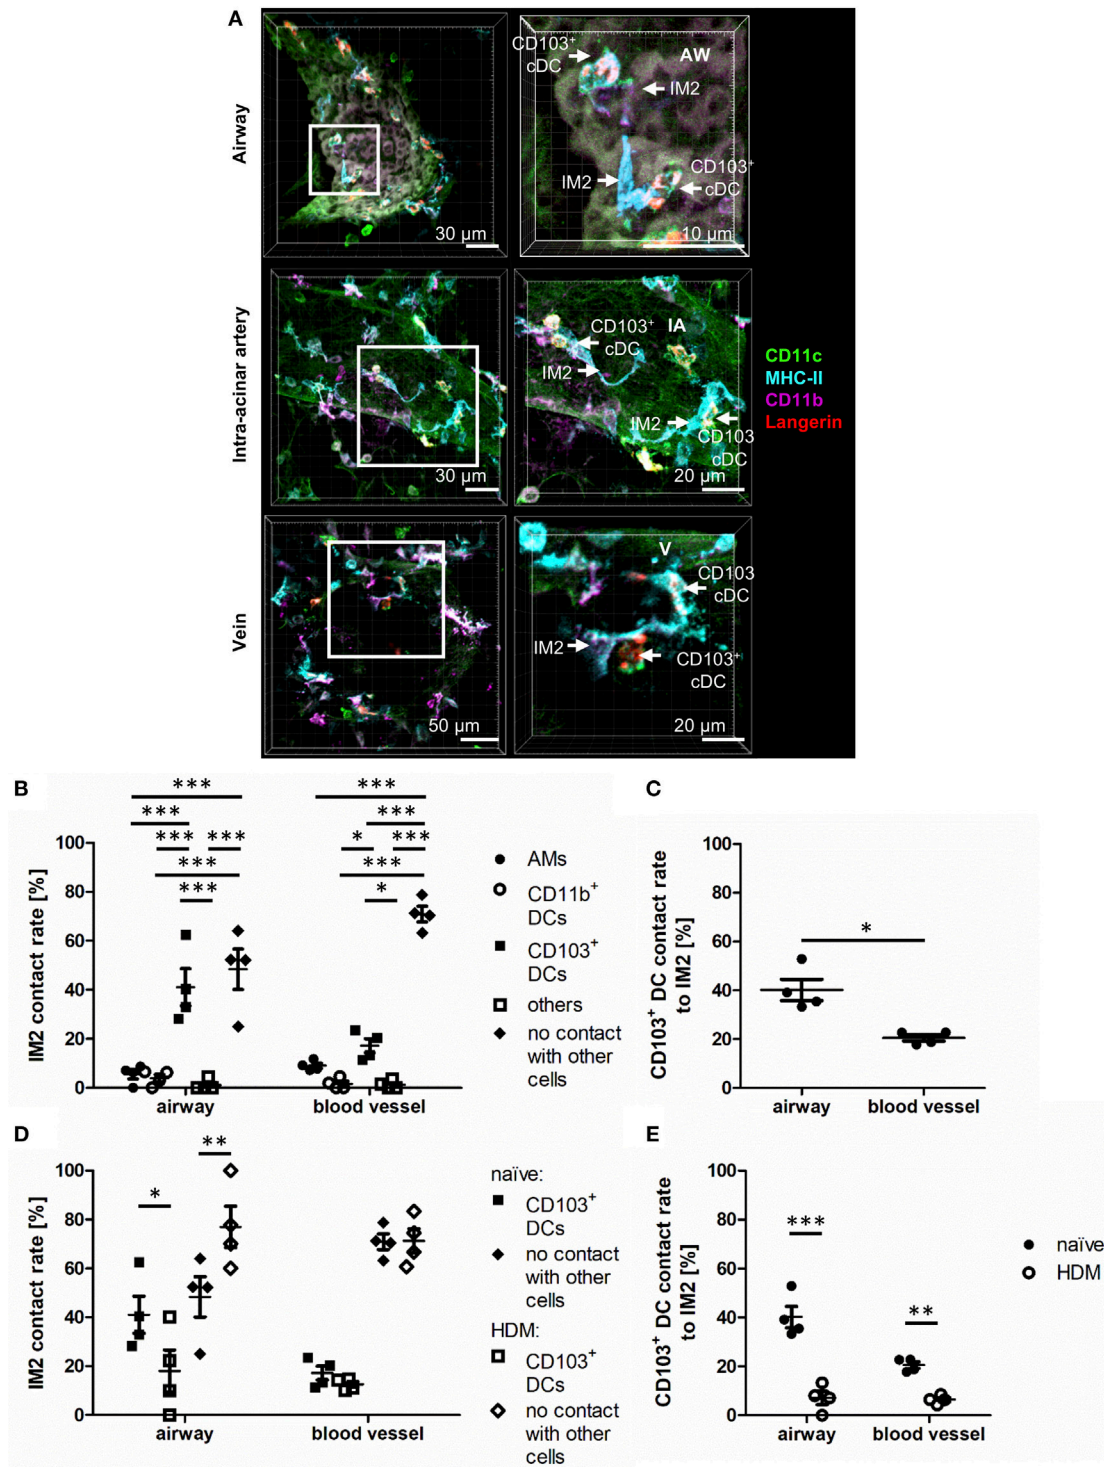 A
Airway
CD103+
cDC
AW
IM2
IM2
CD103+
cDC
30 µm
10 µm
Intra-acinar artery
CD103+
cDC
IA
IM2
IM2
CD103
cDC
30 µm
20 µm
CD11c
MHC-II
CD11b
Langerin
Vein
V
CD103
cDC
IM2
CD103+
cDC
50 µm
20 µm
B
*** ***
*** ***
*** *** * ***
*** ***
*** *
IM2 contact rate [%]
100
80
60
40
20
0
airway
blood vessel
AMs
CD11b+
DCs
CD103+
DCs
others
no contact
with other
cells
C
CD103+ DC contact rate
to IM2 [%]
100
80
60
40
20
0
*
airway
blood vessel
D
IM2 contact rate [%]
100
80
60
40
20
0
*
**
airway
blood vessel
naïve:
CD103+
DCs
no contact
with other
cells
HDM:
CD103+
DCs
no contact
with other
cells
E
CD103+ DC contact rate
to IM2 [%]
100
80
60
40
20
0
***
**
airway
blood vessel
naïve
HDM